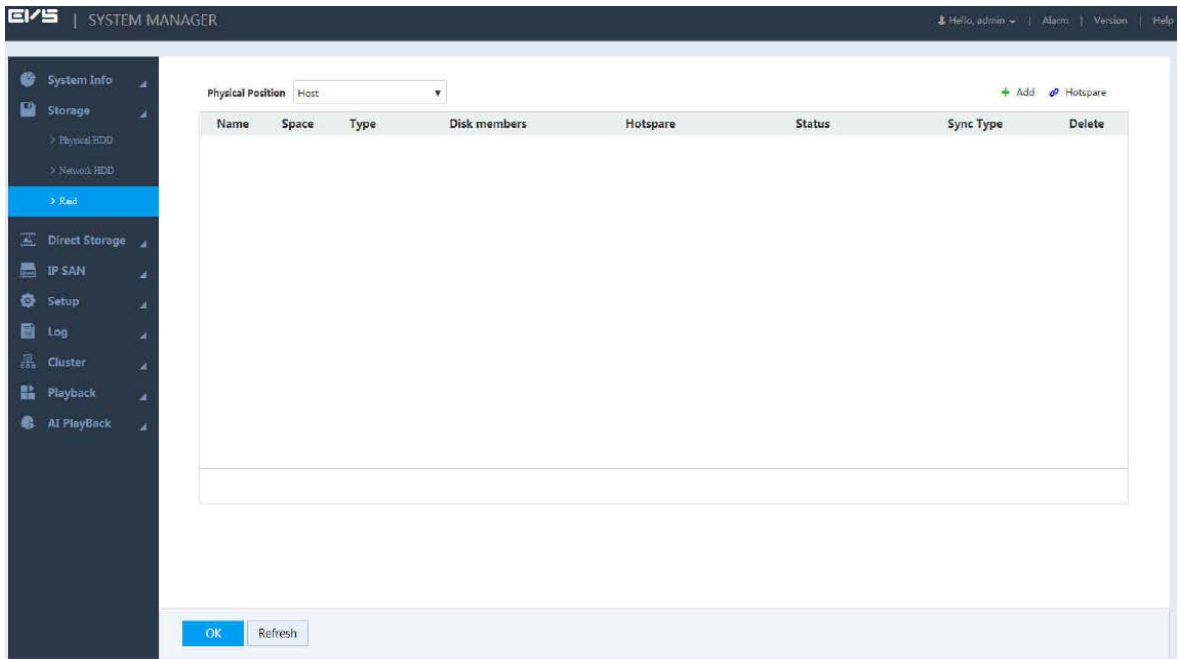 EVS | SYSTEM MANAGER
Hello, admin | Alarm | Version | Help
System Info
Storage
> Physical HDD
> Network HDD
> Raid
Direct Storage
IP SAN
Setup
Log
Cluster
Playback
AI PlayBack
Physical Position Host
+ Add Hotspare
Name Space Type Disk members Hotspare Status Sync Type Delete
OK Refresh